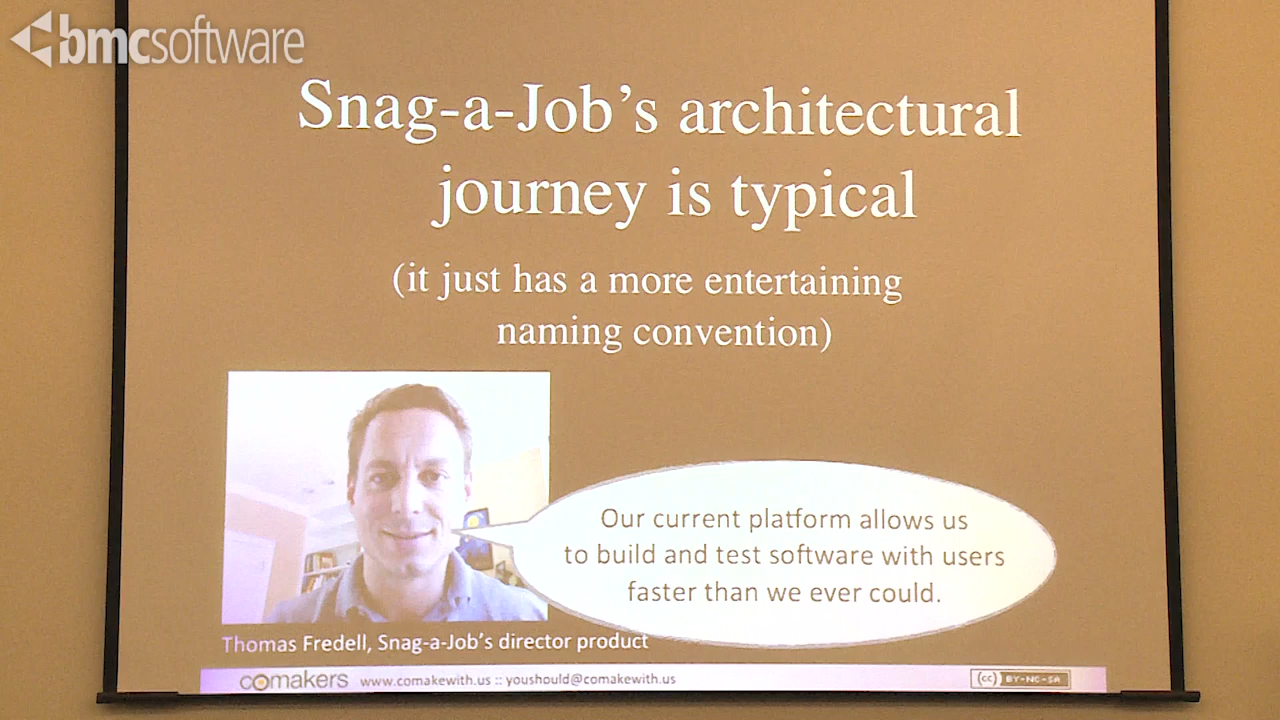 bmcsoftware
Snag-a-Job's architectural
journey is typical
(it just has a more entertaining
naming convention)
Our current platform allows us
to build and test software with users
faster than we ever could.
Thomas Fredell, Snag-a-Job's director product
comakers www.comakewith.us :: youshould@comakewith.us (cc) BY-NC-SA